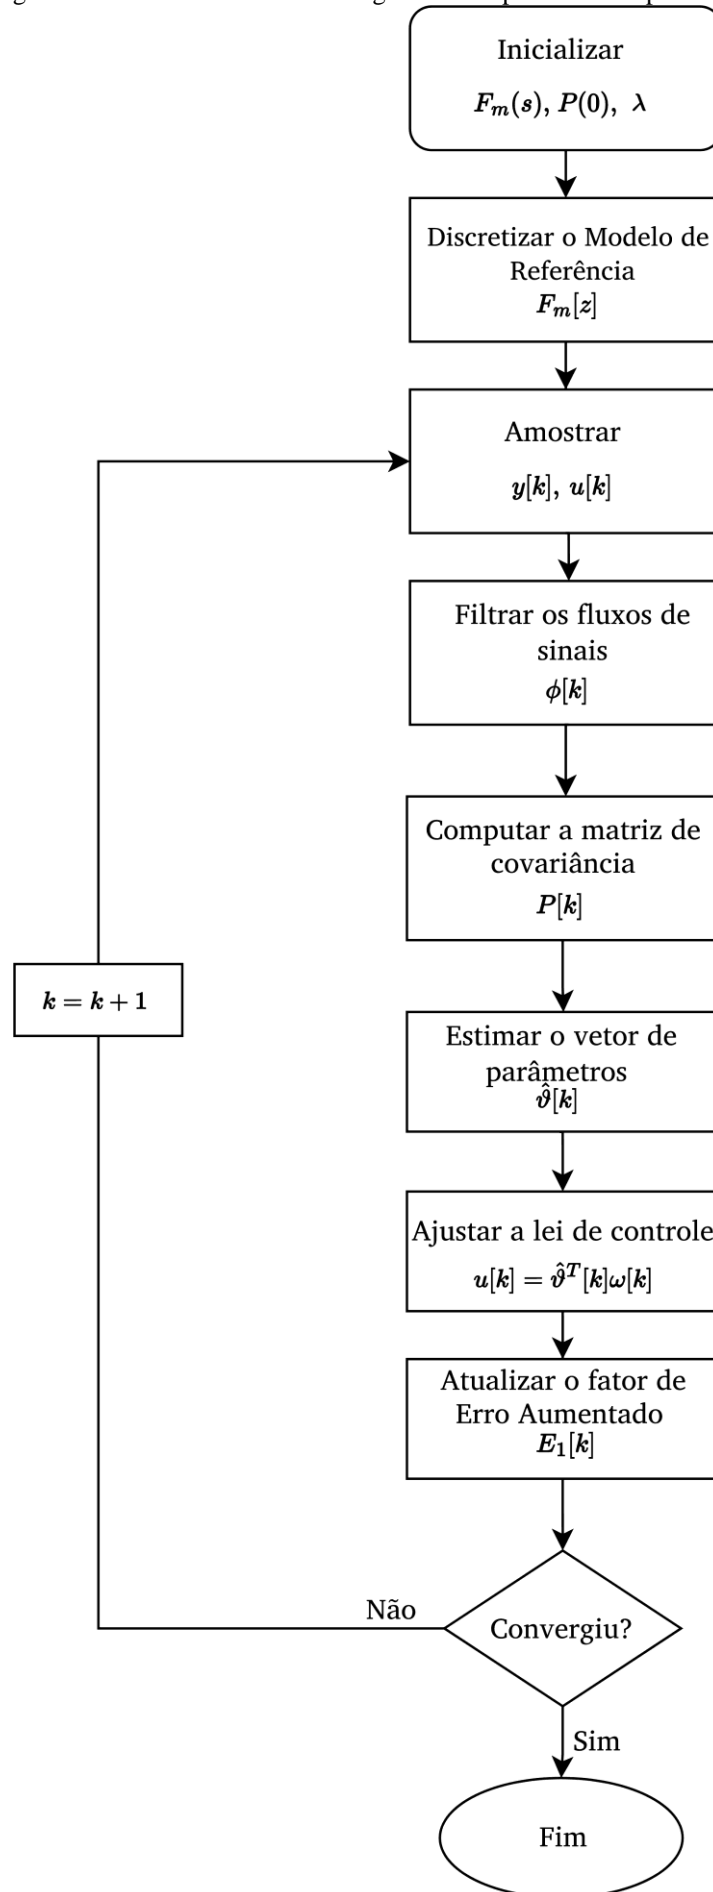 Inicializar
F_m(s), P(0), λ
Discretizar o Modelo de
Referência
F_m[z]
Amostrar
y[k], u[k]
Filtrar os fluxos de
sinais
ϕ[k]
Computar a matriz de
covariância
P[k]
k = k + 1
Estimar o vetor de
parâmetros
ϑ̂[k]
Ajustar a lei de controle
u[k] = ϑ̂^T[k]ω[k]
Atualizar o fator de
Erro Aumentado
E_1[k]
Não
Convergiu?
Sim
Fim